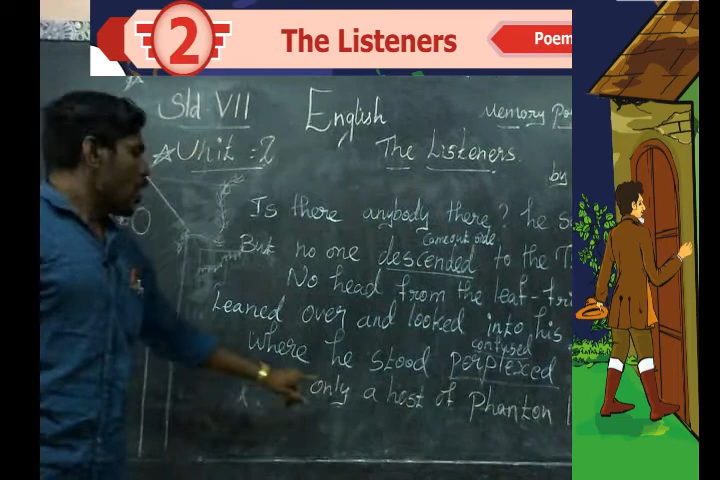 2 The Listeners Poem
Std VII English Memory Po
Unit :2 The Listeners.
by
Is there anybody there? he s
come out side
But no one descended to the T
No head from the leaf-fri
Leaned over and looked into his
confused
where he stood perplexed
only a host of Phanton l